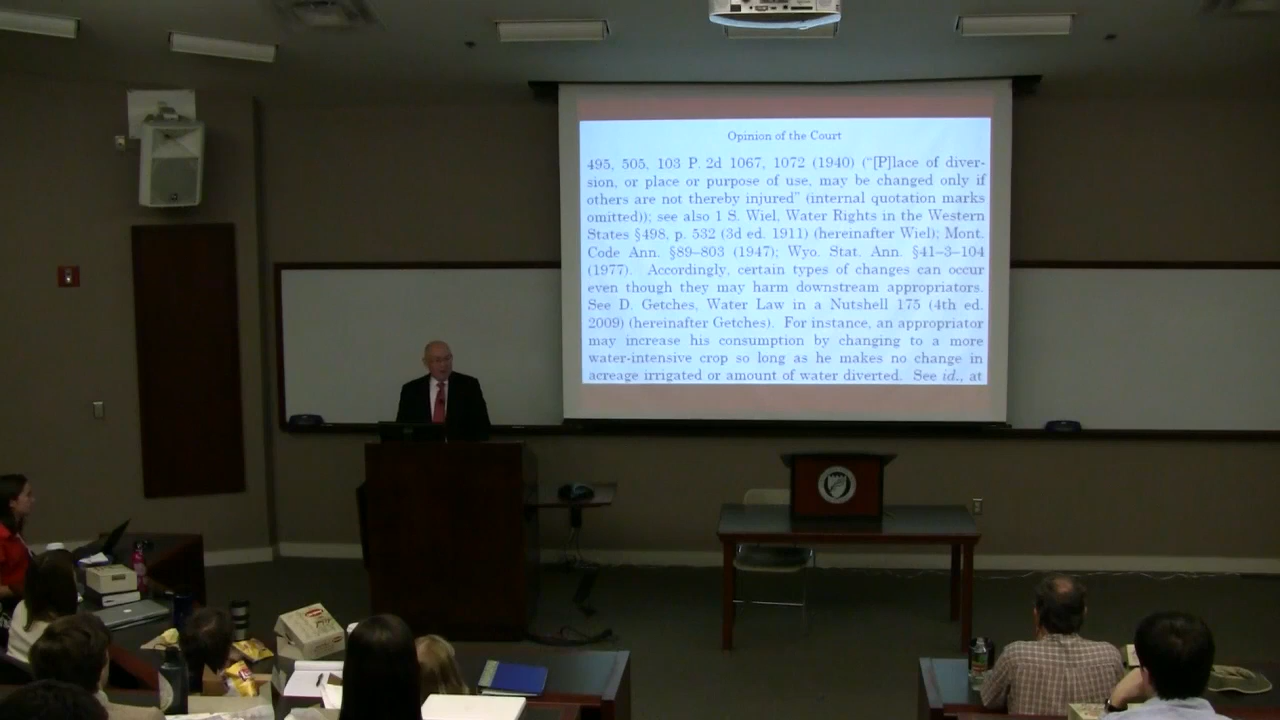 Opinion of the Court
495, 505, 103 P. 2d 1067, 1072 (1940) (“[P]lace of diver-
sion, or place or purpose of use, may be changed only if
others are not thereby injured” (internal quotation marks
omitted)); see also 1 S. Wiel, Water Rights in the Western
States §498, p. 532 (3d ed. 1911) (hereinafter Wiel); Mont.
Code Ann. §89–803 (1947); Wyo. Stat. Ann. §41–3–104
(1977). Accordingly, certain types of changes can occur
even though they may harm downstream appropriators.
See D. Getches, Water Law in a Nutshell 175 (4th ed.
2009) (hereinafter Getches). For instance, an appropriator
may increase his consumption by changing to a more
water-intensive crop so long as he makes no change in
acreage irrigated or amount of water diverted. See id., at